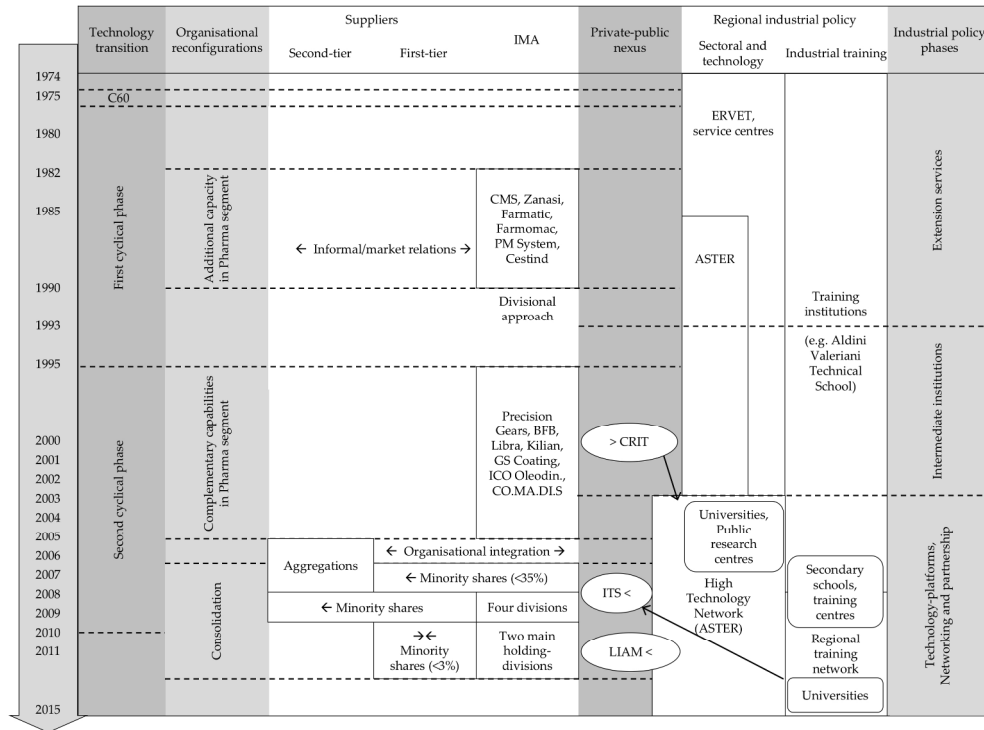 Technology
transition
Organisational
reconfigurations
Suppliers
Second-tier
First-tier
IMA
Private-public
nexus
Regional industrial policy
Sectoral and
technology
Industrial training
Industrial policy
phases
1974
1975
1980
1982
1985
1990
1993
1995
2000
2001
2002
2003
2004
2005
2006
2007
2008
2009
2010
2011
2015
C60
First cyclical phase
Second cyclical phase
Additional capacity
in Pharma segment
Complementary capabilities
in Pharma segment
Consolidation
← Informal/market relations →
CMS, Zanasi,
Farmatic,
Farmomac,
PM System,
Cestind
Divisional
approach
Precision
Gears, BFB,
Libra, Kilian,
GS Coating,
ICO Oleodin.,
CO.MA.DI.S
Aggregations
← Organisational integration →
← Minority shares (<35%)
← Minority shares
Four divisions
→←
Minority
shares (<3%)
Two main
holding-
divisions
> CRIT
ITS <
LIAM <
ERVET,
service centres
ASTER
Universities,
Public
research
centres
High
Technology
Network
(ASTER)
Training
institutions
(e.g. Aldini
Valeriani
Technical
School)
Secondary
schools,
training
centres
Regional
training
network
Universities
Extension services
Intermediate institutions
Technology-platforms,
Networking and partnership